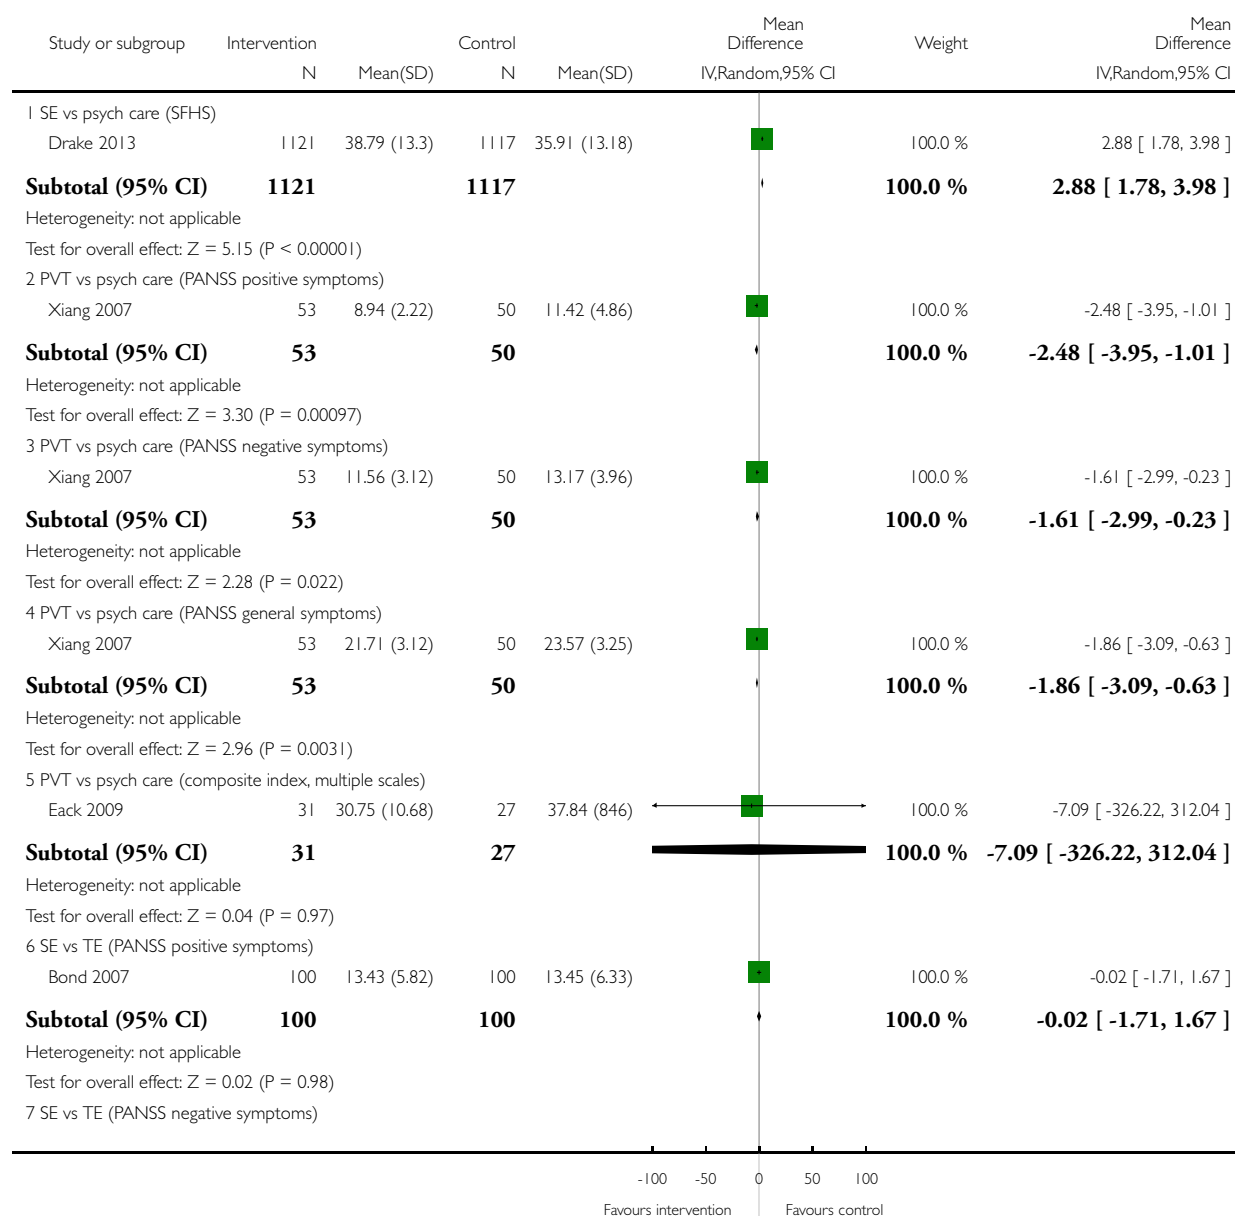 Study or subgroup Intervention Control Mean Difference Weight Mean Difference
N Mean(SD) N Mean(SD) IV,Random,95% CI IV,Random,95% CI
1 SE vs psych care (SFHS)
Drake 2013 1121 38.79 (13.3) 1117 35.91 (13.18) 100.0 % 2.88 [ 1.78, 3.98 ]
Subtotal (95% CI) 1121 1117 100.0 % 2.88 [ 1.78, 3.98 ]
Heterogeneity: not applicable
Test for overall effect: Z = 5.15 (P < 0.00001)
2 PVT vs psych care (PANSS positive symptoms)
Xiang 2007 53 8.94 (2.22) 50 11.42 (4.86) 100.0 % -2.48 [ -3.95, -1.01 ]
Subtotal (95% CI) 53 50 100.0 % -2.48 [ -3.95, -1.01 ]
Heterogeneity: not applicable
Test for overall effect: Z = 3.30 (P = 0.00097)
3 PVT vs psych care (PANSS negative symptoms)
Xiang 2007 53 11.56 (3.12) 50 13.17 (3.96) 100.0 % -1.61 [ -2.99, -0.23 ]
Subtotal (95% CI) 53 50 100.0 % -1.61 [ -2.99, -0.23 ]
Heterogeneity: not applicable
Test for overall effect: Z = 2.28 (P = 0.022)
4 PVT vs psych care (PANSS general symptoms)
Xiang 2007 53 21.71 (3.12) 50 23.57 (3.25) 100.0 % -1.86 [ -3.09, -0.63 ]
Subtotal (95% CI) 53 50 100.0 % -1.86 [ -3.09, -0.63 ]
Heterogeneity: not applicable
Test for overall effect: Z = 2.96 (P = 0.0031)
5 PVT vs psych care (composite index, multiple scales)
Eack 2009 31 30.75 (10.68) 27 37.84 (846) 100.0 % -7.09 [ -326.22, 312.04 ]
Subtotal (95% CI) 31 27 100.0 % -7.09 [ -326.22, 312.04 ]
Heterogeneity: not applicable
Test for overall effect: Z = 0.04 (P = 0.97)
6 SE vs TE (PANSS positive symptoms)
Bond 2007 100 13.43 (5.82) 100 13.45 (6.33) 100.0 % -0.02 [ -1.71, 1.67 ]
Subtotal (95% CI) 100 100 100.0 % -0.02 [ -1.71, 1.67 ]
Heterogeneity: not applicable
Test for overall effect: Z = 0.02 (P = 0.98)
7 SE vs TE (PANSS negative symptoms)
-100 -50 0 50 100
Favours intervention Favours control